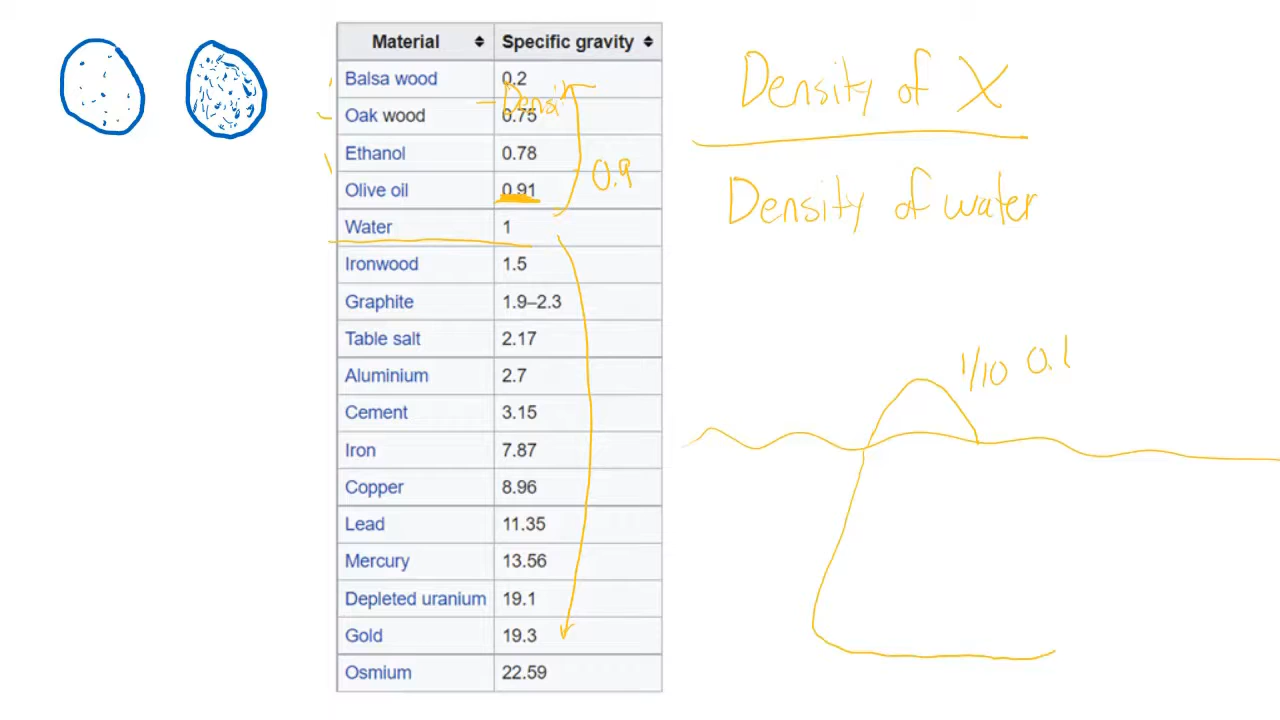 Material Specific gravity
Balsa wood 0.2
- Densi
Oak wood 0.75
Ethanol 0.78
Olive oil 0.91
Water 1
Ironwood 1.5
Graphite 1.9–2.3
Table salt 2.17
Aluminium 2.7
Cement 3.15
Iron 7.87
Copper 8.96
Lead 11.35
Mercury 13.56
Depleted uranium 19.1
Gold 19.3
Osmium 22.59
0.9
Density of X
Density of water
1/10 0.1